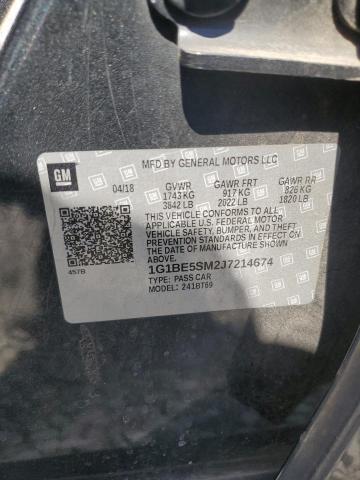 GM
MFD BY GENERAL MOTORS LLC
04/18 GVWR GAWR FRT GAWR RR
1743 KG 917 KG 826 KG
3842 LB 2022 LB 1820 LB
THIS VEHICLE CONFORMS TO ALL
APPLICABLE U.S. FEDERAL MOTOR
VEHICLE SAFETY, BUMPER, AND THEFT
PREVENTION STANDARDS IN EFFECT ON
THE DATE OF MANUFACTURE SHOWN ABOVE.
457B
1G1BE5SM2J7214674
TYPE: PASS CAR
MODEL: 241BT69